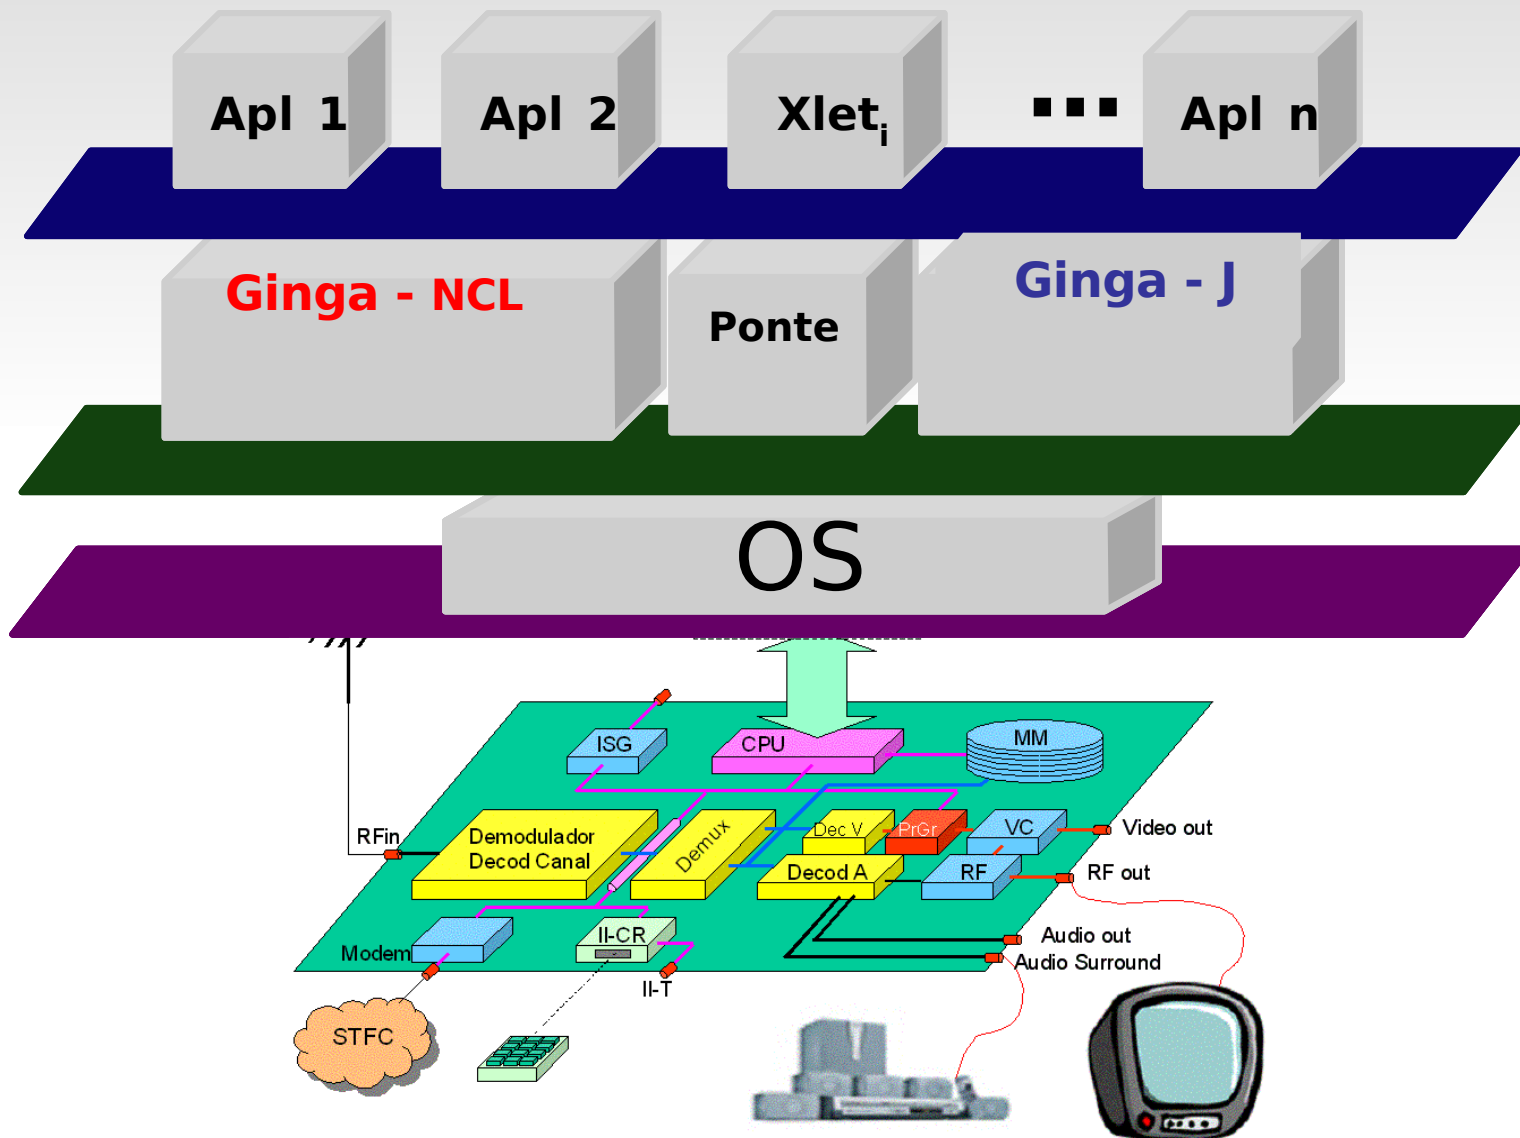 Apl 1
Apl 2
Xleti
...
Apl n
Ginga - NCL
Ponte
Ginga - J
OS
ISG
CPU
MM
RFin
Demodulador
Decod Canal
Demux
Dec V
PrGr
VC
Video out
Decod A
RF
RF out
Modem
II-CR
Audio out
Audio Surround
II-T
STFC